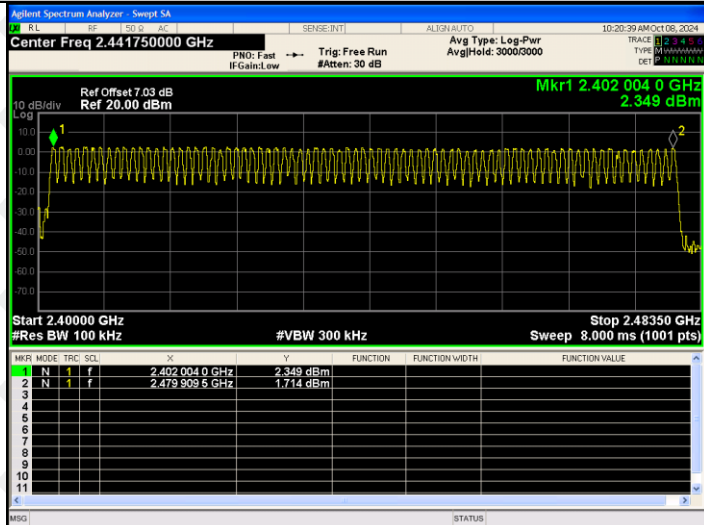 Agilent Spectrum Analyzer - Swept SA
RL RF 50 Ω AC SENSE:INT ALIGN AUTO 10:20:39 AM Oct 08, 2024
Center Freq 2.441750000 GHz
PNO: Fast
IFGain:Low
Trig: Free Run
#Atten: 30 dB
Avg Type: Log-Pwr
Avg|Hold: 3000/3000
TRACE 1 2 3 4 5 6
TYPE M
DET P N N N N N
Mkr1 2.402 004 0 GHz
2.349 dBm
Ref Offset 7.03 dB
10 dB/div Ref 20.00 dBm
Log
10.0
0.00
-10.0
-20.0
-30.0
-40.0
-50.0
-60.0
-70.0
1
2
Start 2.40000 GHz Stop 2.48350 GHz
#Res BW 100 kHz #VBW 300 kHz Sweep 8.000 ms (1001 pts)
MKR MODE TRC SCL X Y FUNCTION FUNCTION WIDTH FUNCTION VALUE
1 N 1 f 2.402 004 0 GHz 2.349 dBm
2 N 1 f 2.479 909 5 GHz 1.714 dBm
3
4
5
6
7
8
9
10
11
MSG STATUS